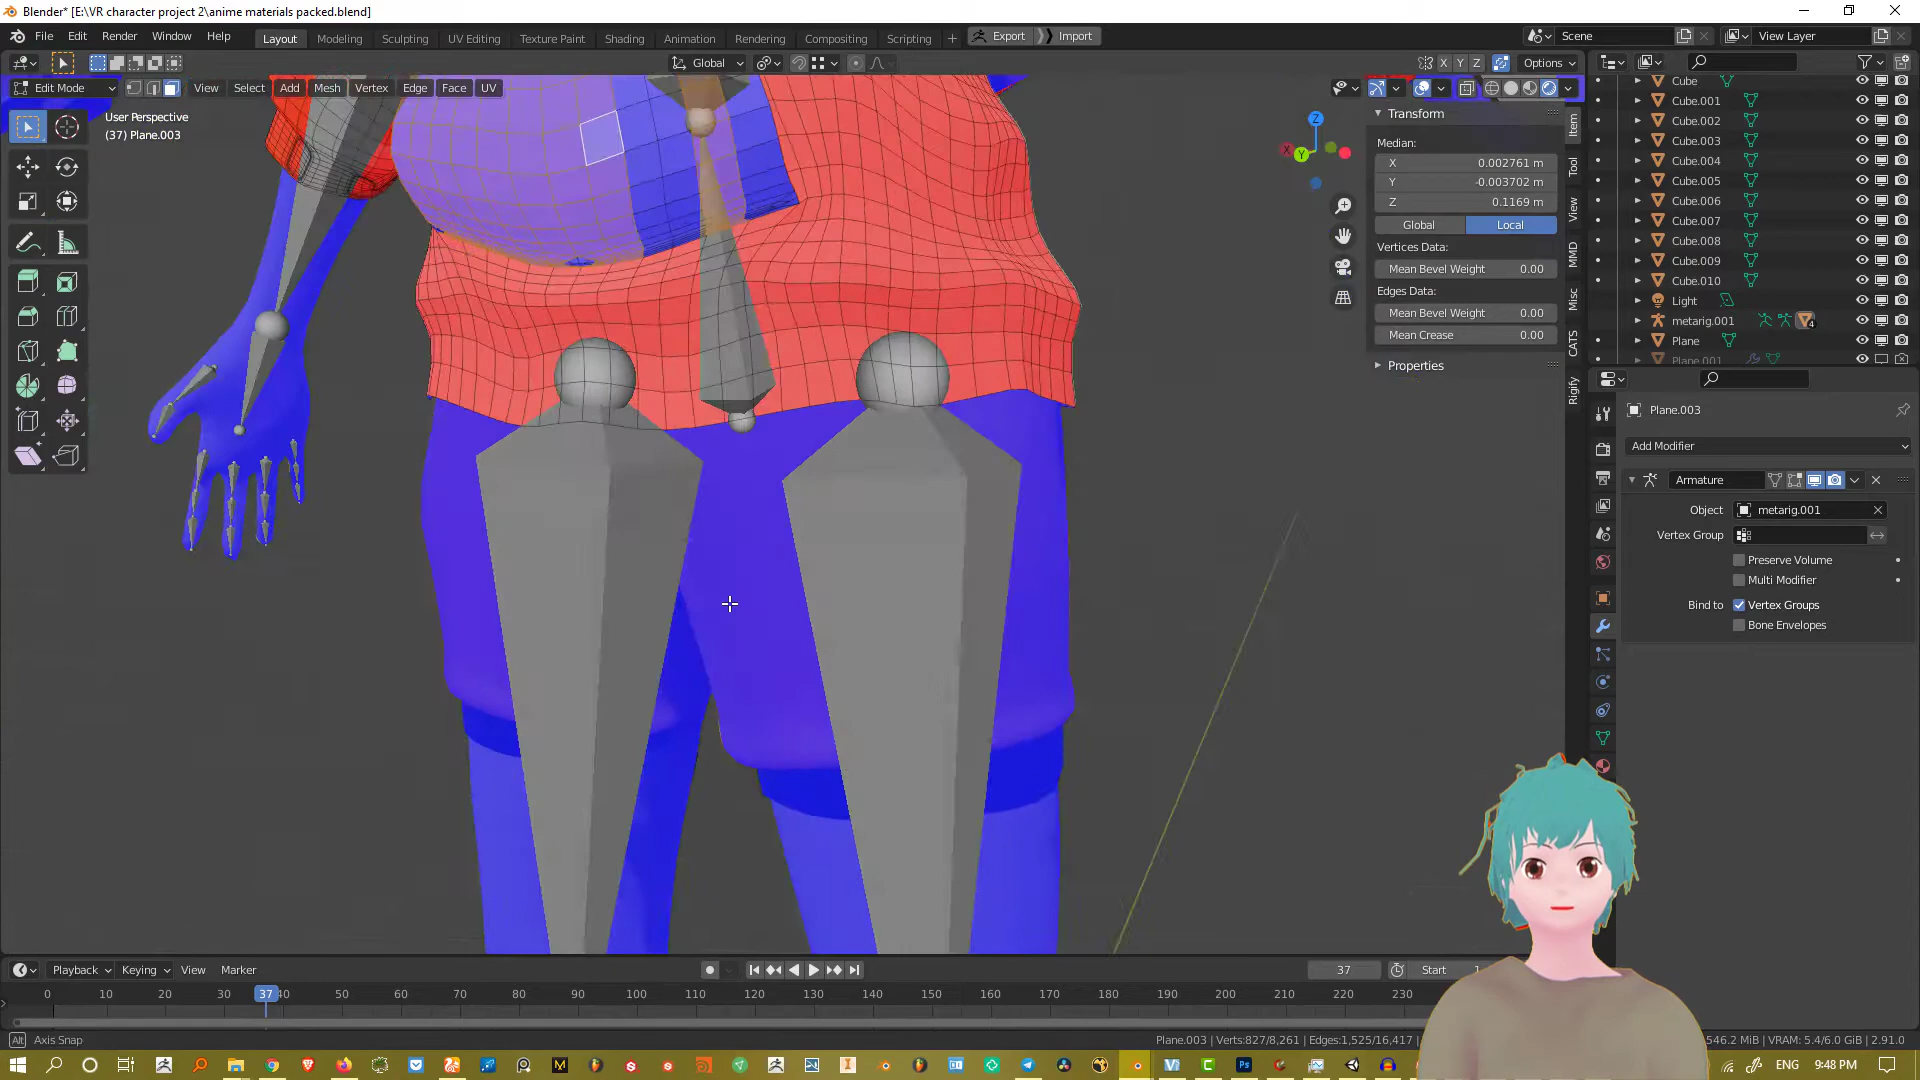 Blender* [E:\VR character project 2\anime materials packed.blend]
File Edit Render Window Help
Layout Modeling Sculpting UV Editing Texture Paint Shading Animation Rendering Compositing Scripting + Export Import
Scene
View Layer
Global
X Y Z
Options
Edit Mode
View Select Add Mesh Vertex Edge Face UV
User Perspective
(37) Plane.003
Z
X
Y
Transform
Median:
X 0.002761 m
Y -0.003702 m
Z 0.1169 m
Global Local
Vertices Data:
Mean Bevel Weight 0.00
Edges Data:
Mean Bevel Weight 0.00
Mean Crease 0.00
Properties
Item
Tool
View
MMD
Misc
CATS
Rigify
Cube
Cube.001
Cube.002
Cube.003
Cube.004
Cube.005
Cube.006
Cube.007
Cube.008
Cube.009
Cube.010
Light
metarig.001 4
Plane
Plane.001
Plane.003
Add Modifier
Armature
Object metarig.001
Vertex Group
Preserve Volume
Multi Modifier
Bind to Vertex Groups
Bone Envelopes
Playback Keying View Marker
37
Start 1
0 10 20 30 37 40 50 60 70 80 90 100 110 120 130 140 150 160 170 180 190 200 210 220 230
Alt Axis Snap
Plane.003 | Verts:827/8,261 | Edges:1,525/16,417
546.2 MiB | VRAM: 5.4/6.0 GiB | 2.91.0
ENG 9:48 PM